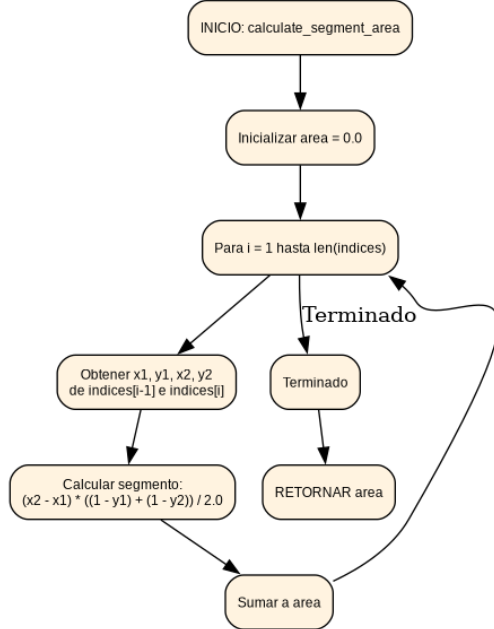 INICIO: calculate_segment_area
Inicializar area = 0.0
Para i = 1 hasta len(indices)
Terminado
Obtener x1, y1, x2, y2
de indices[i-1] e indices[i]
Terminado
Calcular segmento:
(x2 - x1) * ((1 - y1) + (1 - y2)) / 2.0
RETORNAR area
Sumar a area